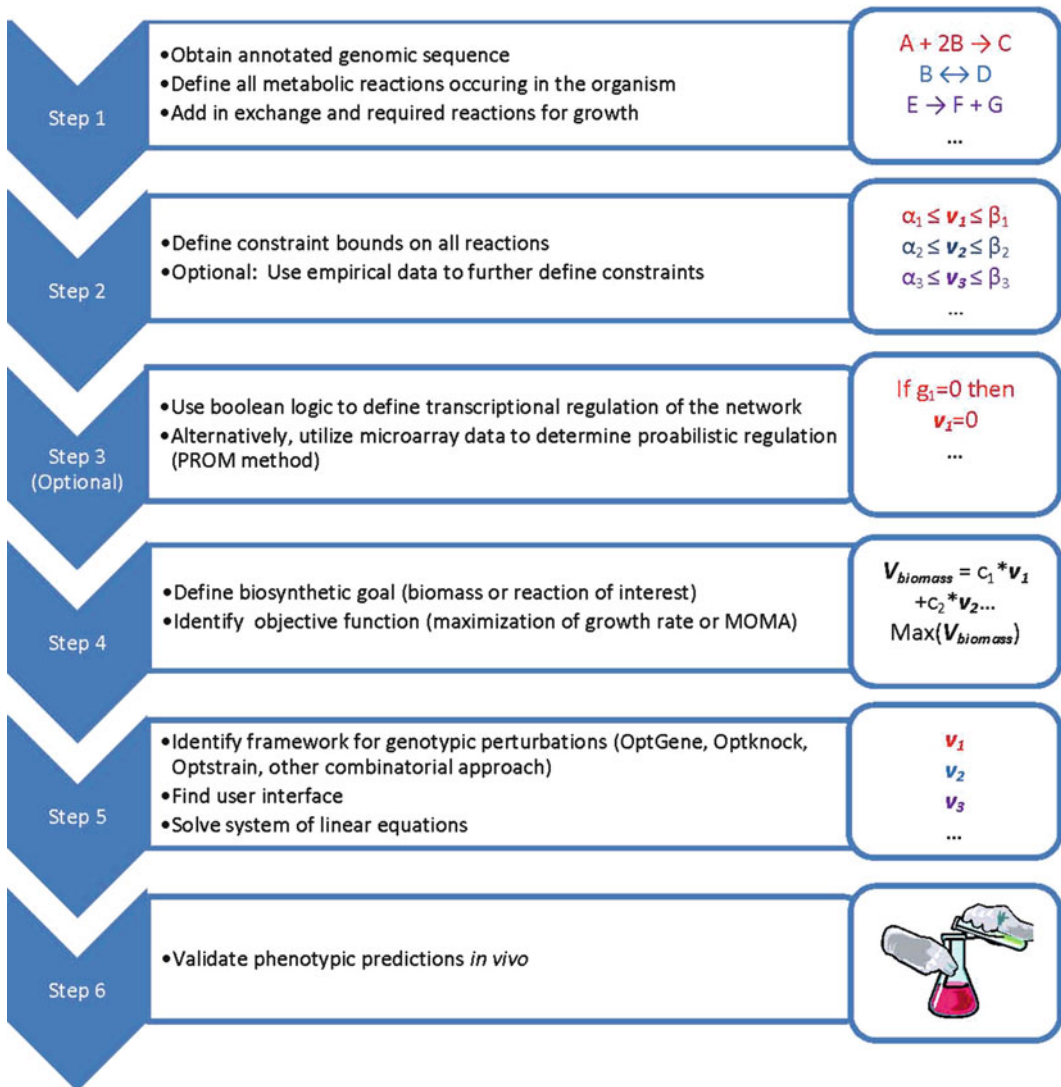 Step 1
•Obtain annotated genomic sequence
•Define all metabolic reactions occuring in the organism
•Add in exchange and required reactions for growth
A + 2B → C
B ↔ D
E → F + G
...
Step 2
•Define constraint bounds on all reactions
•Optional: Use empirical data to further define constraints
α₁ ≤ v₁ ≤ β₁
α₂ ≤ v₂ ≤ β₂
α₃ ≤ v₃ ≤ β₃
...
Step 3
(Optional)
•Use boolean logic to define transcriptional regulation of the network
•Alternatively, utilize microarray data to determine proabilistic regulation
(PROM method)
If g₁=0 then
v₁=0
...
Step 4
•Define biosynthetic goal (biomass or reaction of interest)
•Identify objective function (maximization of growth rate or MOMA)
V_biomass = c₁*v₁
+c₂*v₂...
Max(V_biomass)
Step 5
•Identify framework for genotypic perturbations (OptGene, Optknock,
Optstrain, other combinatorial approach)
•Find user interface
•Solve system of linear equations
v₁
v₂
v₃
...
Step 6
•Validate phenotypic predictions in vivo